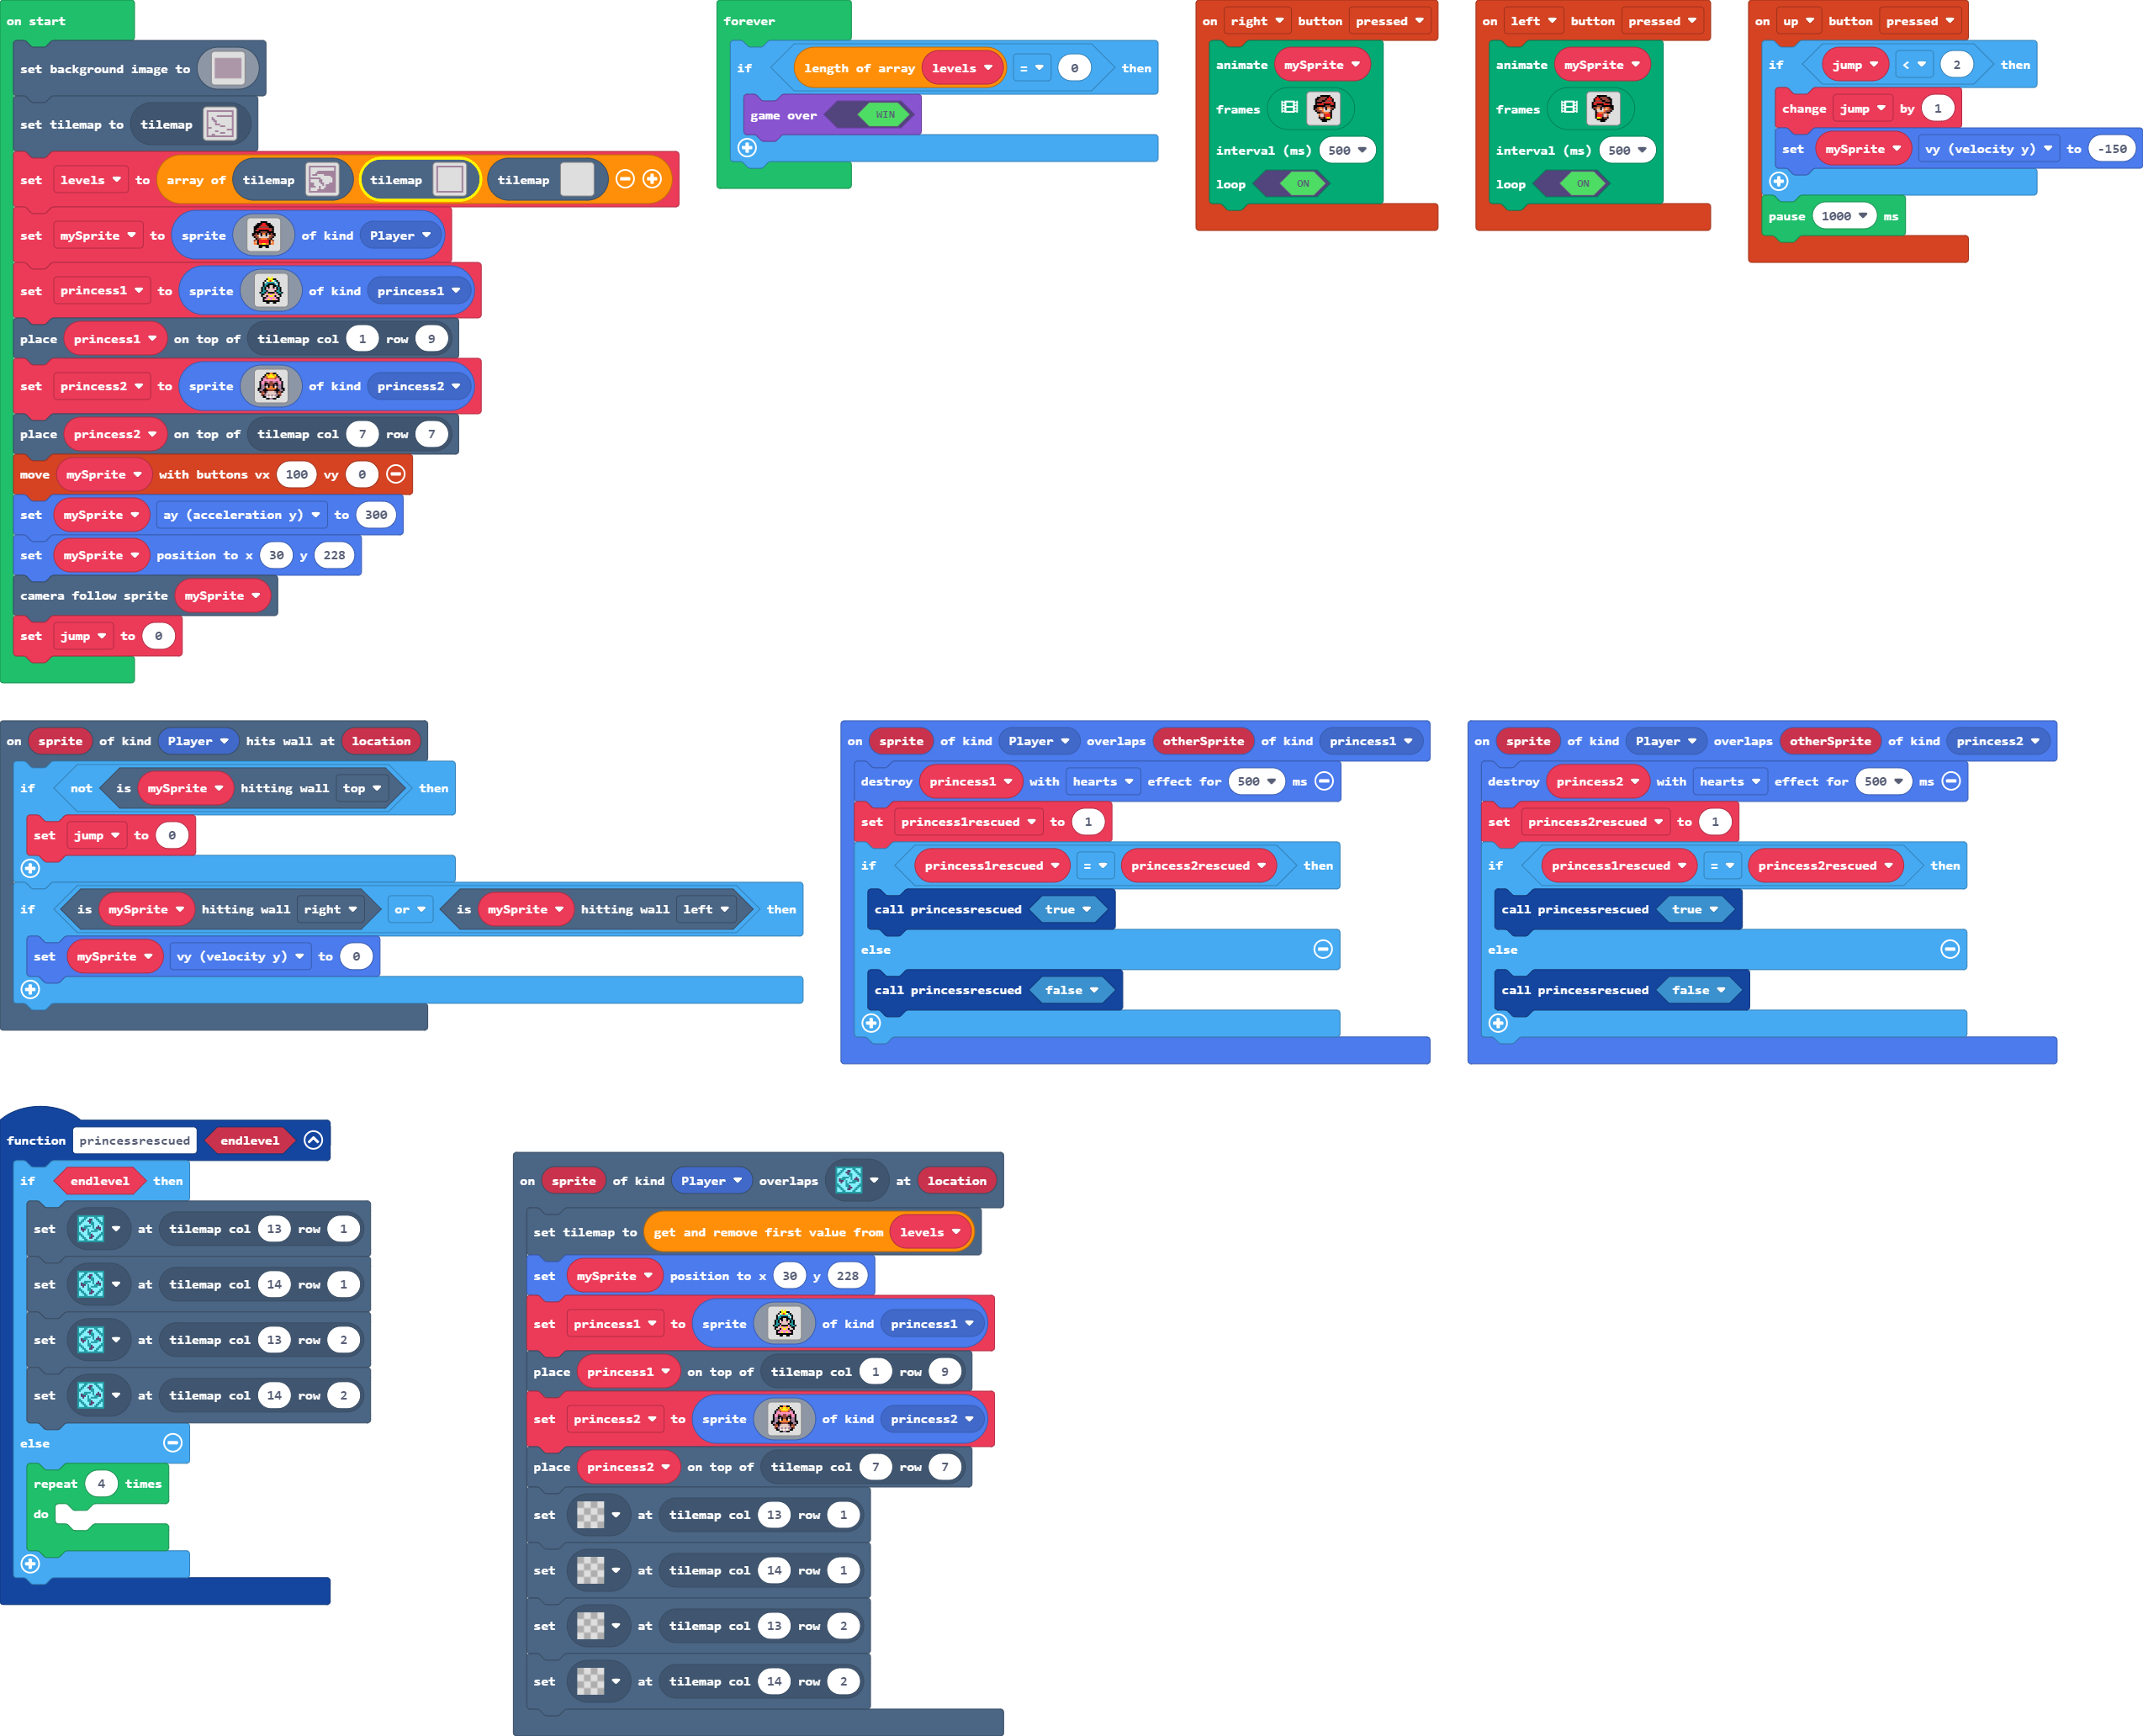 on start
set background image to
set tilemap to tilemap
set levels to array of tilemap tilemap tilemap
set mySprite to sprite of kind Player
set princess1 to sprite of kind princess1
place princess1 on top of tilemap col 1 row 9
set princess2 to sprite of kind princess2
place princess2 on top of tilemap col 7 row 7
move mySprite with buttons vx 100 vy 0
set mySprite ay (acceleration y) to 300
set mySprite position to x 30 y 228
camera follow sprite mySprite
set jump to 0
forever
if length of array levels = 0 then
game over WIN
on right button pressed
animate mySprite
frames
interval (ms) 500
loop ON
on left button pressed
animate mySprite
frames
interval (ms) 500
loop ON
on up button pressed
if jump < 2 then
change jump by 1
set mySprite vy (velocity y) to -150
pause 1000 ms
on sprite of kind Player hits wall at location
if not is mySprite hitting wall top then
set jump to 0
if is mySprite hitting wall right or is mySprite hitting wall left then
set mySprite vy (velocity y) to 0
on sprite of kind Player overlaps otherSprite of kind princess1
destroy princess1 with hearts effect for 500 ms
set princess1rescued to 1
if princess1rescued = princess2rescued then
call princessrescued true
else
call princessrescued false
on sprite of kind Player overlaps otherSprite of kind princess2
destroy princess2 with hearts effect for 500 ms
set princess2rescued to 1
if princess1rescued = princess2rescued then
call princessrescued true
else
call princessrescued false
function princessrescued endlevel
if endlevel then
set at tilemap col 13 row 1
set at tilemap col 14 row 1
set at tilemap col 13 row 2
set at tilemap col 14 row 2
else
repeat 4 times
do
on sprite of kind Player overlaps at location
set tilemap to get and remove first value from levels
set mySprite position to x 30 y 228
set princess1 to sprite of kind princess1
place princess1 on top of tilemap col 1 row 9
set princess2 to sprite of kind princess2
place princess2 on top of tilemap col 7 row 7
set at tilemap col 13 row 1
set at tilemap col 14 row 1
set at tilemap col 13 row 2
set at tilemap col 14 row 2